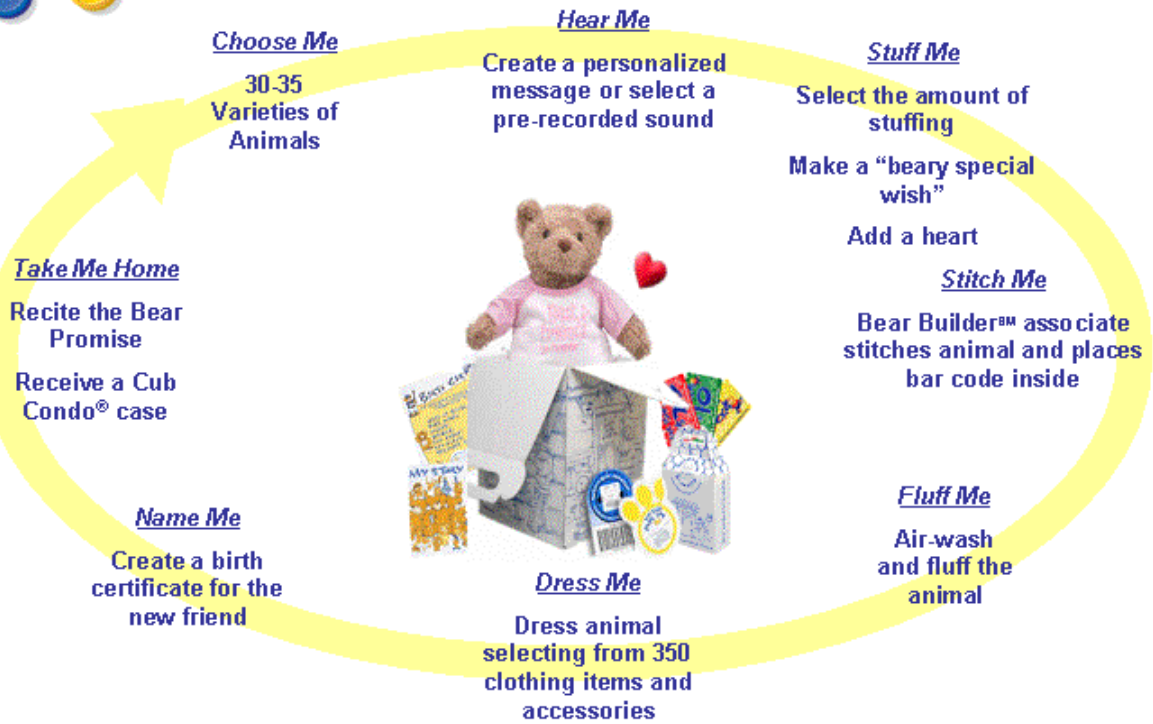 Choose Me
30-35
Varieties of
Animals
Hear Me
Create a personalized
message or select a
pre-recorded sound
Stuff Me
Select the amount of
stuffing
Make a “beary special
wish”
Add a heart
Stitch Me
Bear Builder℠ associate
stitches animal and places
bar code inside
Fluff Me
Air-wash
and fluff the
animal
Dress Me
Dress animal
selecting from 350
clothing items and
accessories
Name Me
Create a birth
certificate for the
new friend
Take Me Home
Recite the Bear
Promise
Receive a Cub
Condo® case
MY STORY